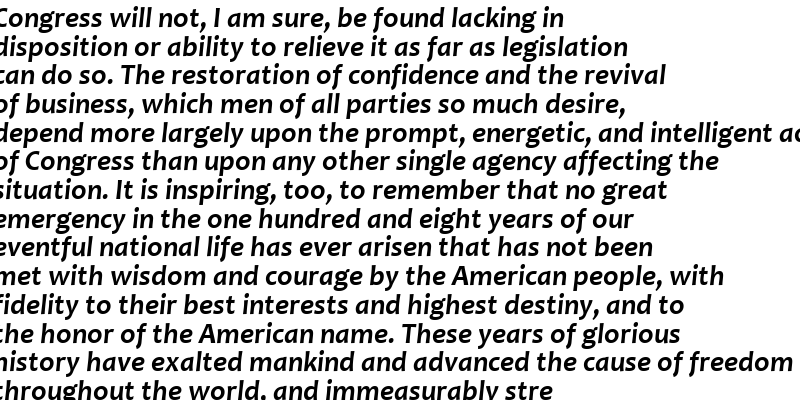 Congress will not, I am sure, be found lacking in
disposition or ability to relieve it as far as legislation
can do so. The restoration of confidence and the revival
of business, which men of all parties so much desire,
depend more largely upon the prompt, energetic, and intelligent ac
of Congress than upon any other single agency affecting the
situation. It is inspiring, too, to remember that no great
emergency in the one hundred and eight years of our
eventful national life has ever arisen that has not been
met with wisdom and courage by the American people, with
fidelity to their best interests and highest destiny, and to
the honor of the American name. These years of glorious
history have exalted mankind and advanced the cause of freedom
throughout the world, and immeasurably stre